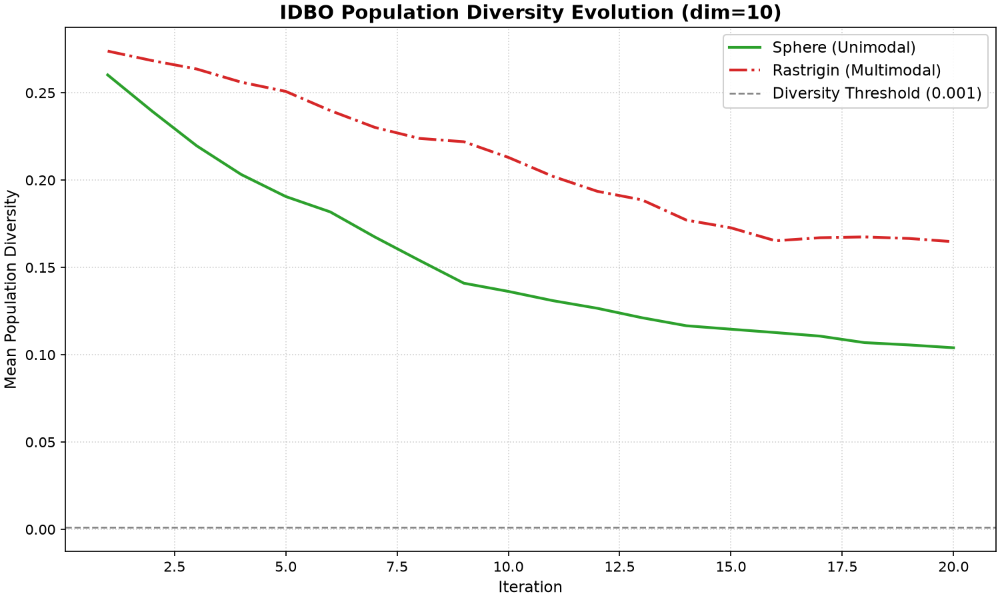 IDBO Population Diversity Evolution (dim=10)
Sphere (Unimodal)
Rastrigin (Multimodal)
Diversity Threshold (0.001)
Mean Population Diversity
0.25
0.20
0.15
0.10
0.05
0.00
2.5 5.0 7.5 10.0 12.5 15.0 17.5 20.0
Iteration